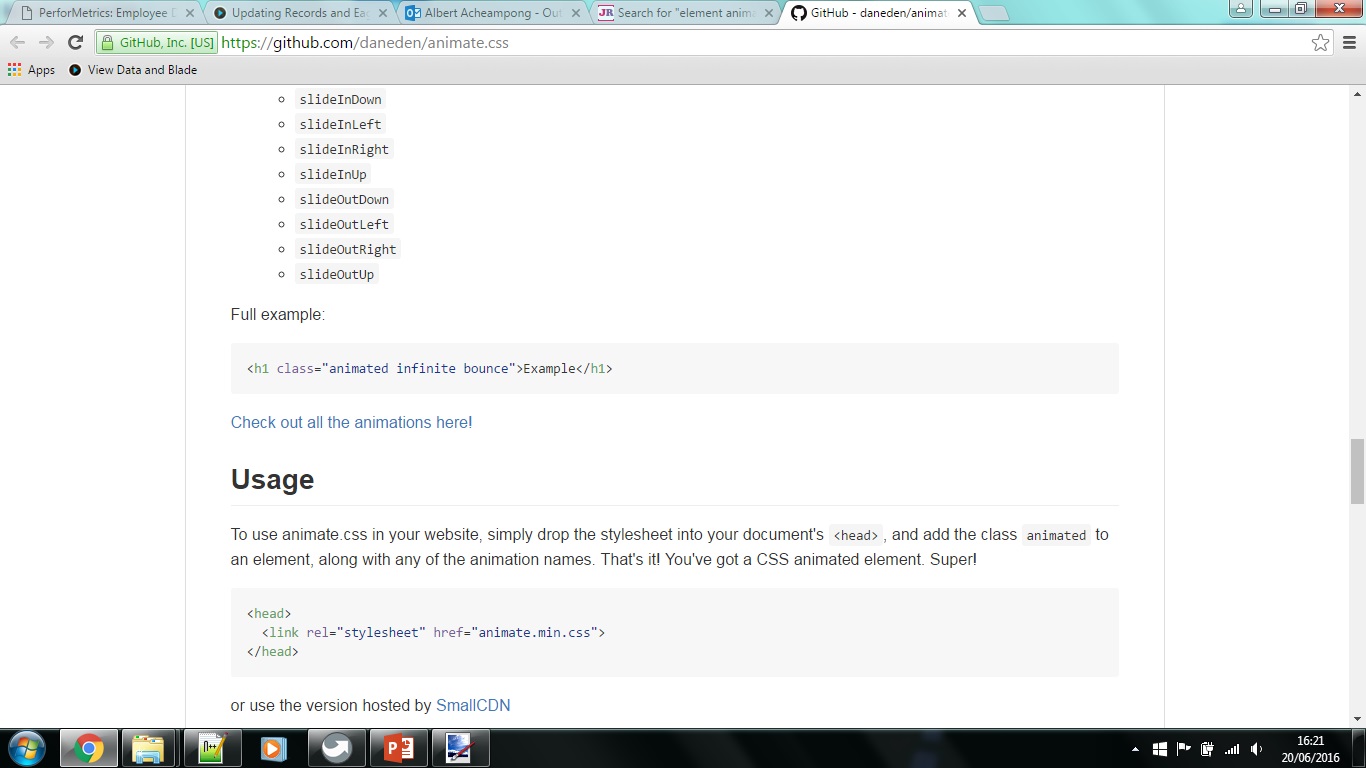 PerforMetrics: Employee D
Updating Records and Eag
Albert Acheampong - Out
JR Search for "element anima
GitHub - daneden/animate
GitHub, Inc. [US] https://github.com/daneden/animate.css
Apps View Data and Blade
slideInDown
slideInLeft
slideInRight
slideInUp
slideOutDown
slideOutLeft
slideOutRight
slideOutUp
Full example:
<h1 class="animated infinite bounce">Example</h1>
Check out all the animations here!
Usage
To use animate.css in your website, simply drop the stylesheet into your document's <head>, and add the class animated to
an element, along with any of the animation names. That's it! You've got a CSS animated element. Super!
<head>
  <link rel="stylesheet" href="animate.min.css">
</head>
or use the version hosted by SmallCDN
16:21
20/06/2016